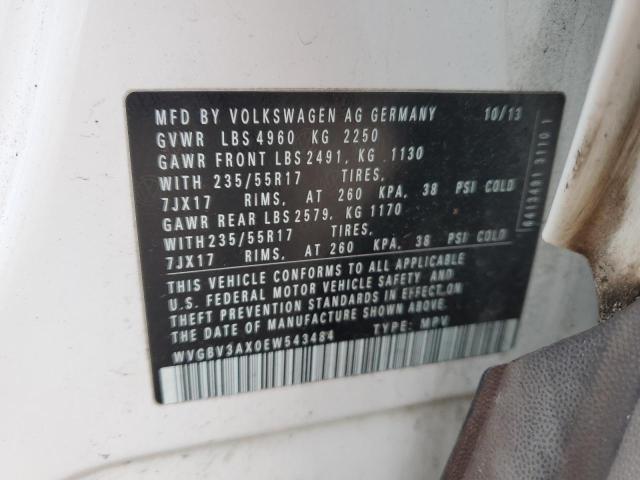 MFD BY VOLKSWAGEN AG GERMANY 10/13
GVWR LBS 4960 KG 2250
GAWR FRONT LBS 2491, KG 1130
WITH 235/55R17 TIRES,
7JX17 RIMS, AT 260 KPA, 38 PSI COLD
GAWR REAR LBS 2579, KG 1170
WITH 235/55R17 TIRES,
7JX17 RIMS, AT 260 KPA, 38 PSI COLD
THIS VEHICLE CONFORMS TO ALL APPLICABLE
U.S. FEDERAL MOTOR VEHICLE SAFETY AND
THEFT PREVENTION STANDARDS IN EFFECT ON
THE DATE OF MANUFACTURE SHOWN ABOVE.
WVGBV3AX0EW543484 TYPE: MPV
0413401 3110 1